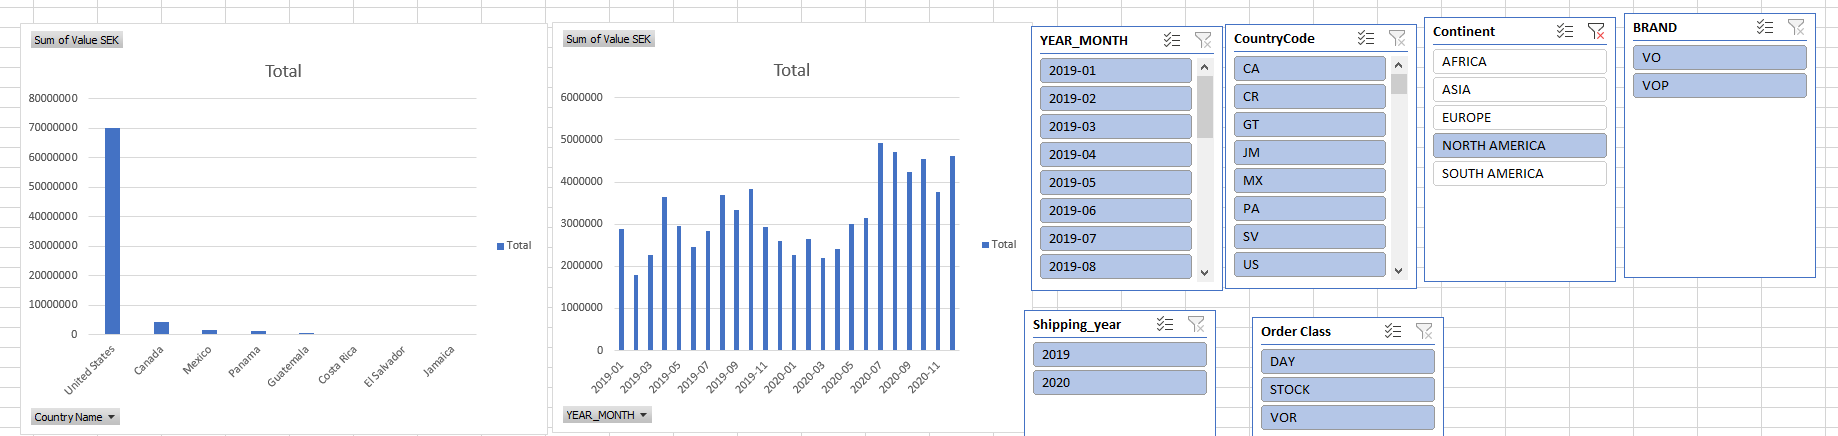 Sum of Value SEK
Total
80000000
70000000
60000000
50000000
40000000
30000000
20000000
10000000
0
United States
Canada
Mexico
Panama
Guatemala
Costa Rica
El Salvador
Jamaica
Total
Country Name
Sum of Value SEK
Total
6000000
5000000
4000000
3000000
2000000
1000000
0
2019-01
2019-03
2019-05
2019-07
2019-09
2019-11
2020-01
2020-03
2020-05
2020-07
2020-09
2020-11
Total
YEAR_MONTH
YEAR_MONTH
2019-01
2019-02
2019-03
2019-04
2019-05
2019-06
2019-07
2019-08
CountryCode
CA
CR
GT
JM
MX
PA
SV
US
Continent
AFRICA
ASIA
EUROPE
NORTH AMERICA
SOUTH AMERICA
BRAND
VO
VOP
Shipping_year
2019
2020
Order Class
DAY
STOCK
VOR